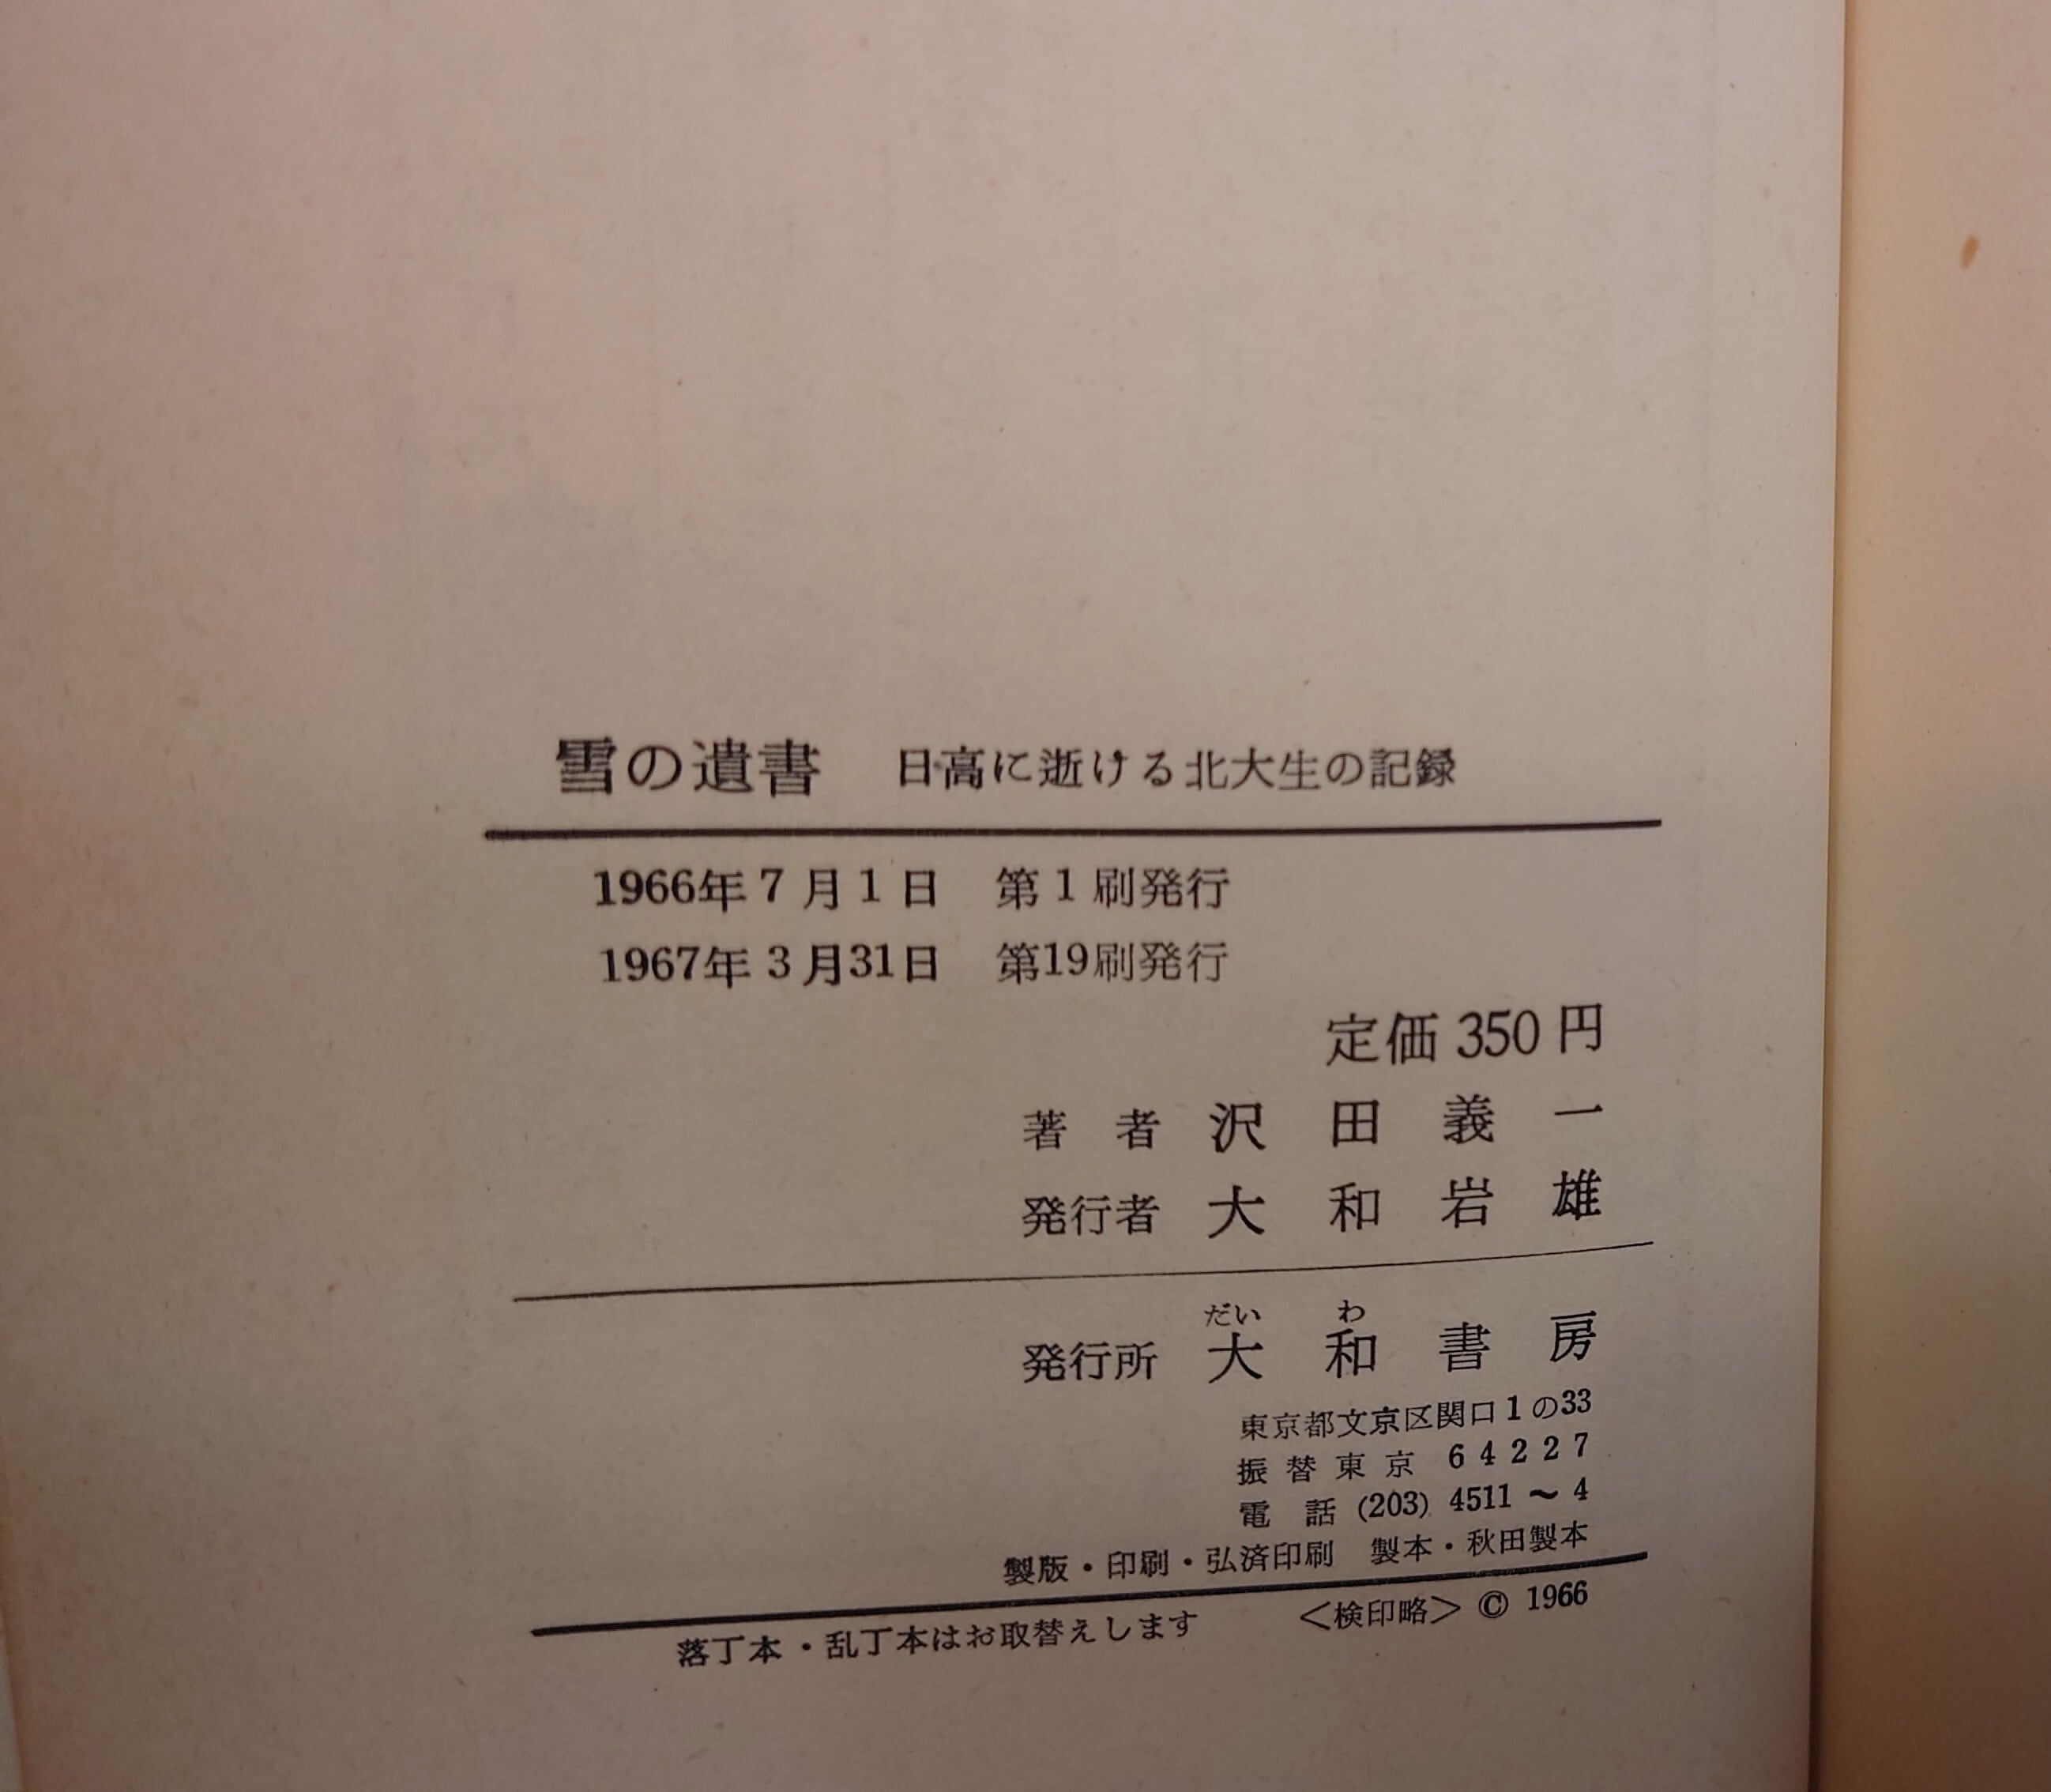 雪の遺書　日高に逝ける北大生の記録
1966年7月1日　第1刷発行
1967年3月31日　第19刷発行
定価 350円
著　者　沢田義一
発行者　大和岩雄
だい　わ
発行所　大和書房
東京都文京区関口1の33
振替東京 64227
電　話 (203) 4511～4
製版・印刷・弘済印刷　製本・秋田製本
落丁本・乱丁本はお取替えします　＜検印略＞ © 1966